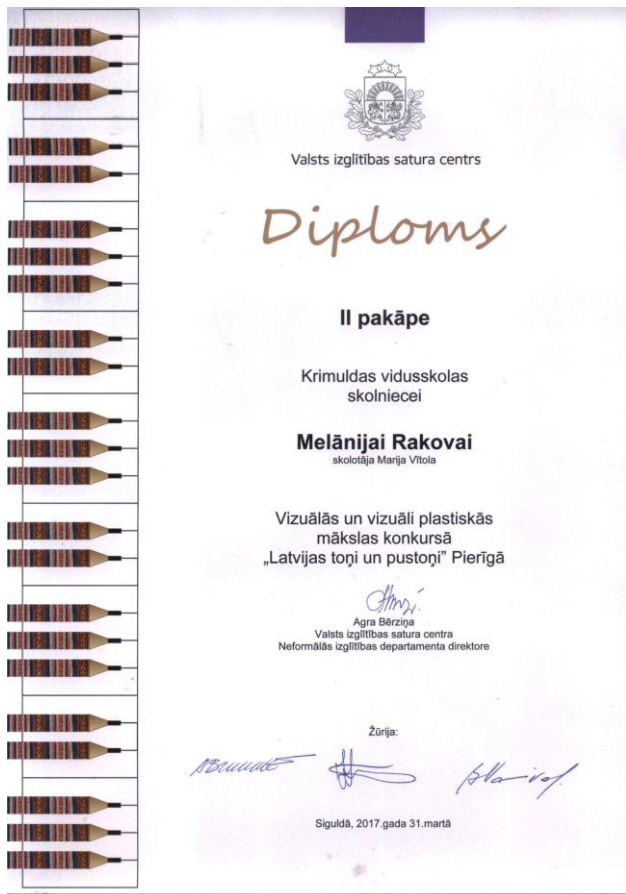 Valsts izglītības satura centrs
Diploms
II pakāpe
Krimuldas vidusskolas
skolniecei
Melānijai Rakovai
skolotāja Marija Vītola
Vizuālās un vizuāli plastiskās
mākslas konkursā
„Latvijas toņi un pustoņi” Pierīgā
Agra Bērziņa
Valsts izglītības satura centra
Neformālās izglītības departamenta direktore
Žūrija:
Siguldā, 2017.gada 31.martā